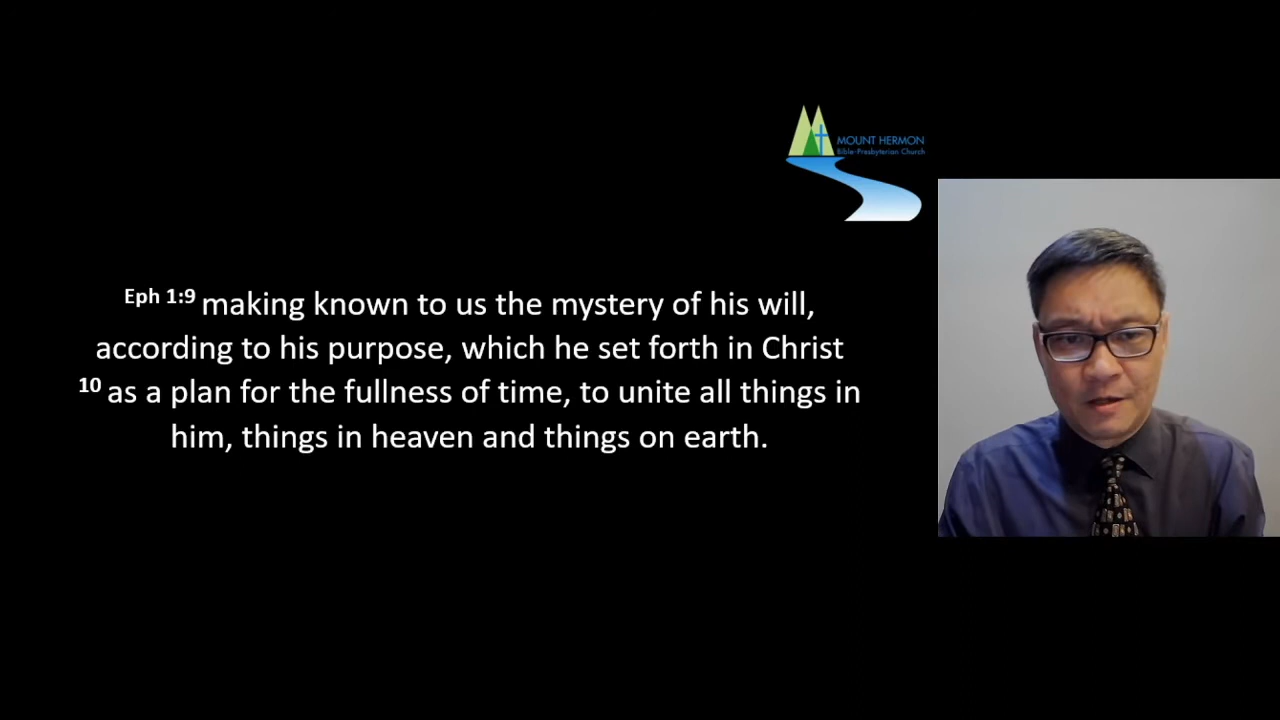 MOUNT HERMON
Bible-Presbyterian Church
Eph 1:9 making known to us the mystery of his will,
according to his purpose, which he set forth in Christ
10 as a plan for the fullness of time, to unite all things in
him, things in heaven and things on earth.